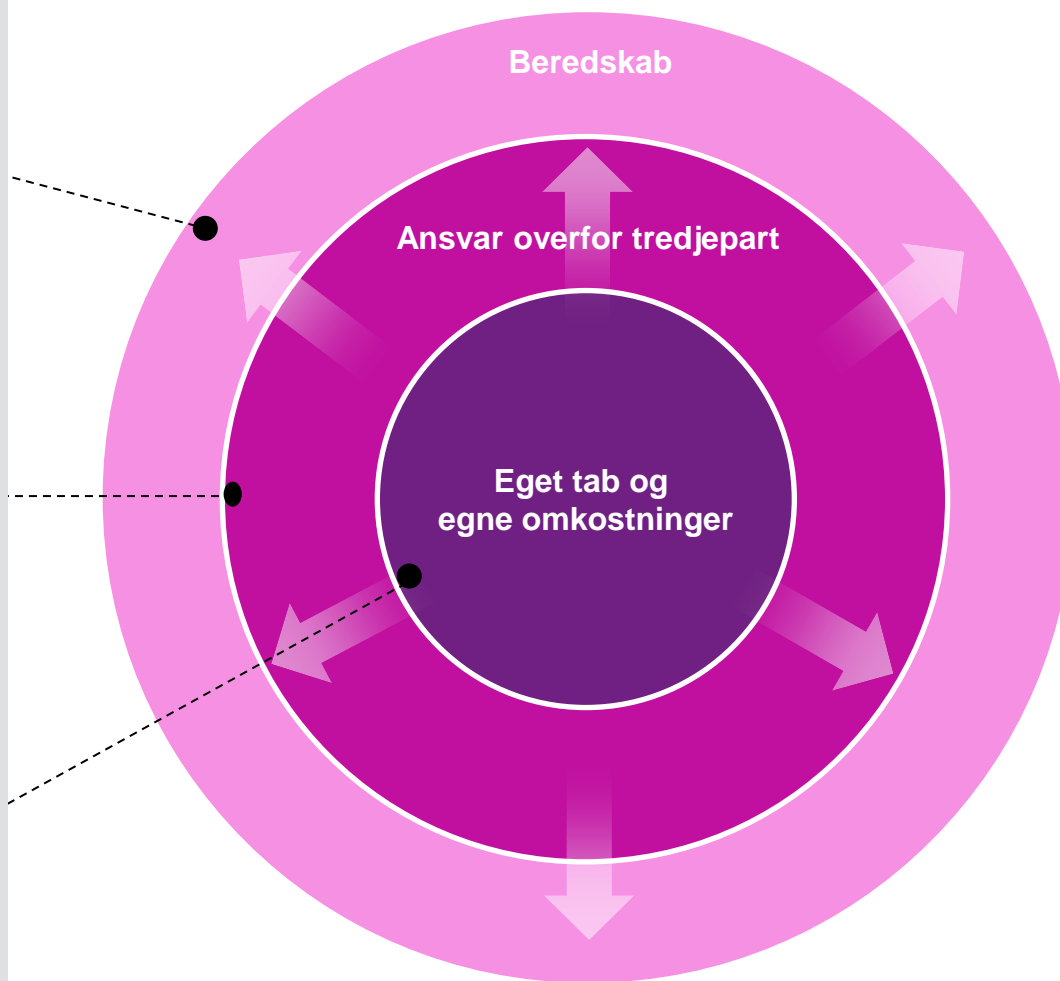 Beredskab
Ansvar overfor tredjepart
Eget tab og
egne omkostninger